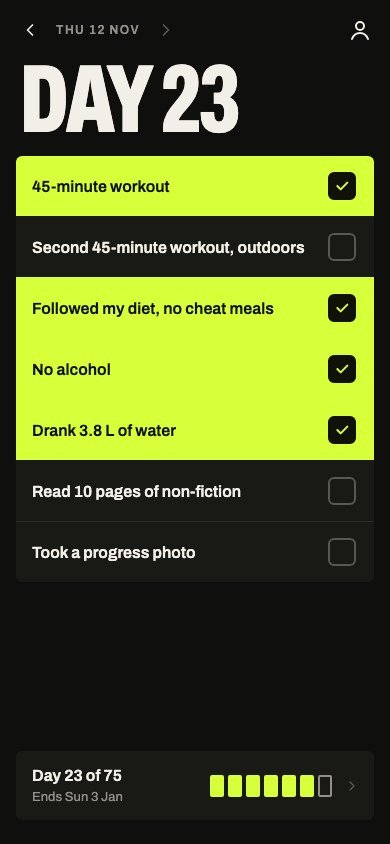 THU 12 NOV
DAY 23
45-minute workout
Second 45-minute workout, outdoors
Followed my diet, no cheat meals
No alcohol
Drank 3.8 L of water
Read 10 pages of non-fiction
Took a progress photo
Day 23 of 75
Ends Sun 3 Jan